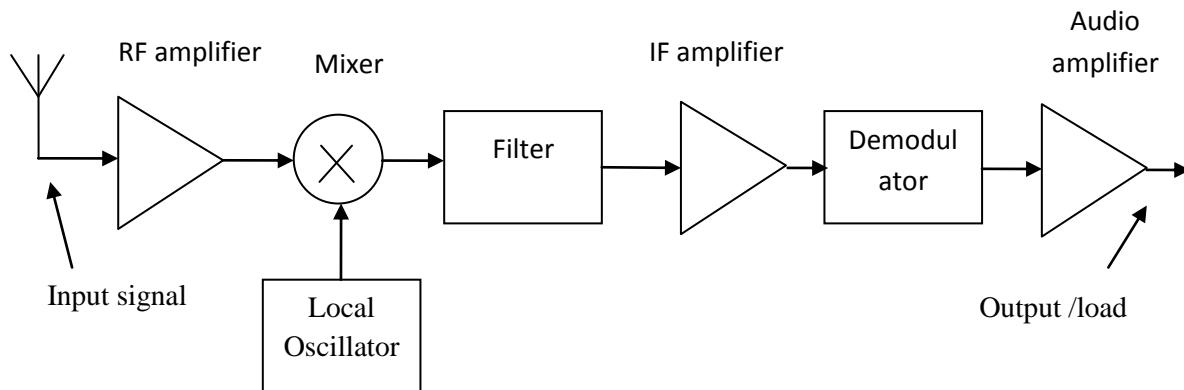 RF amplifier
Mixer
IF amplifier
Audio
amplifier
Filter
Demodul
ator
Input signal
Local
Oscillator
Output /load